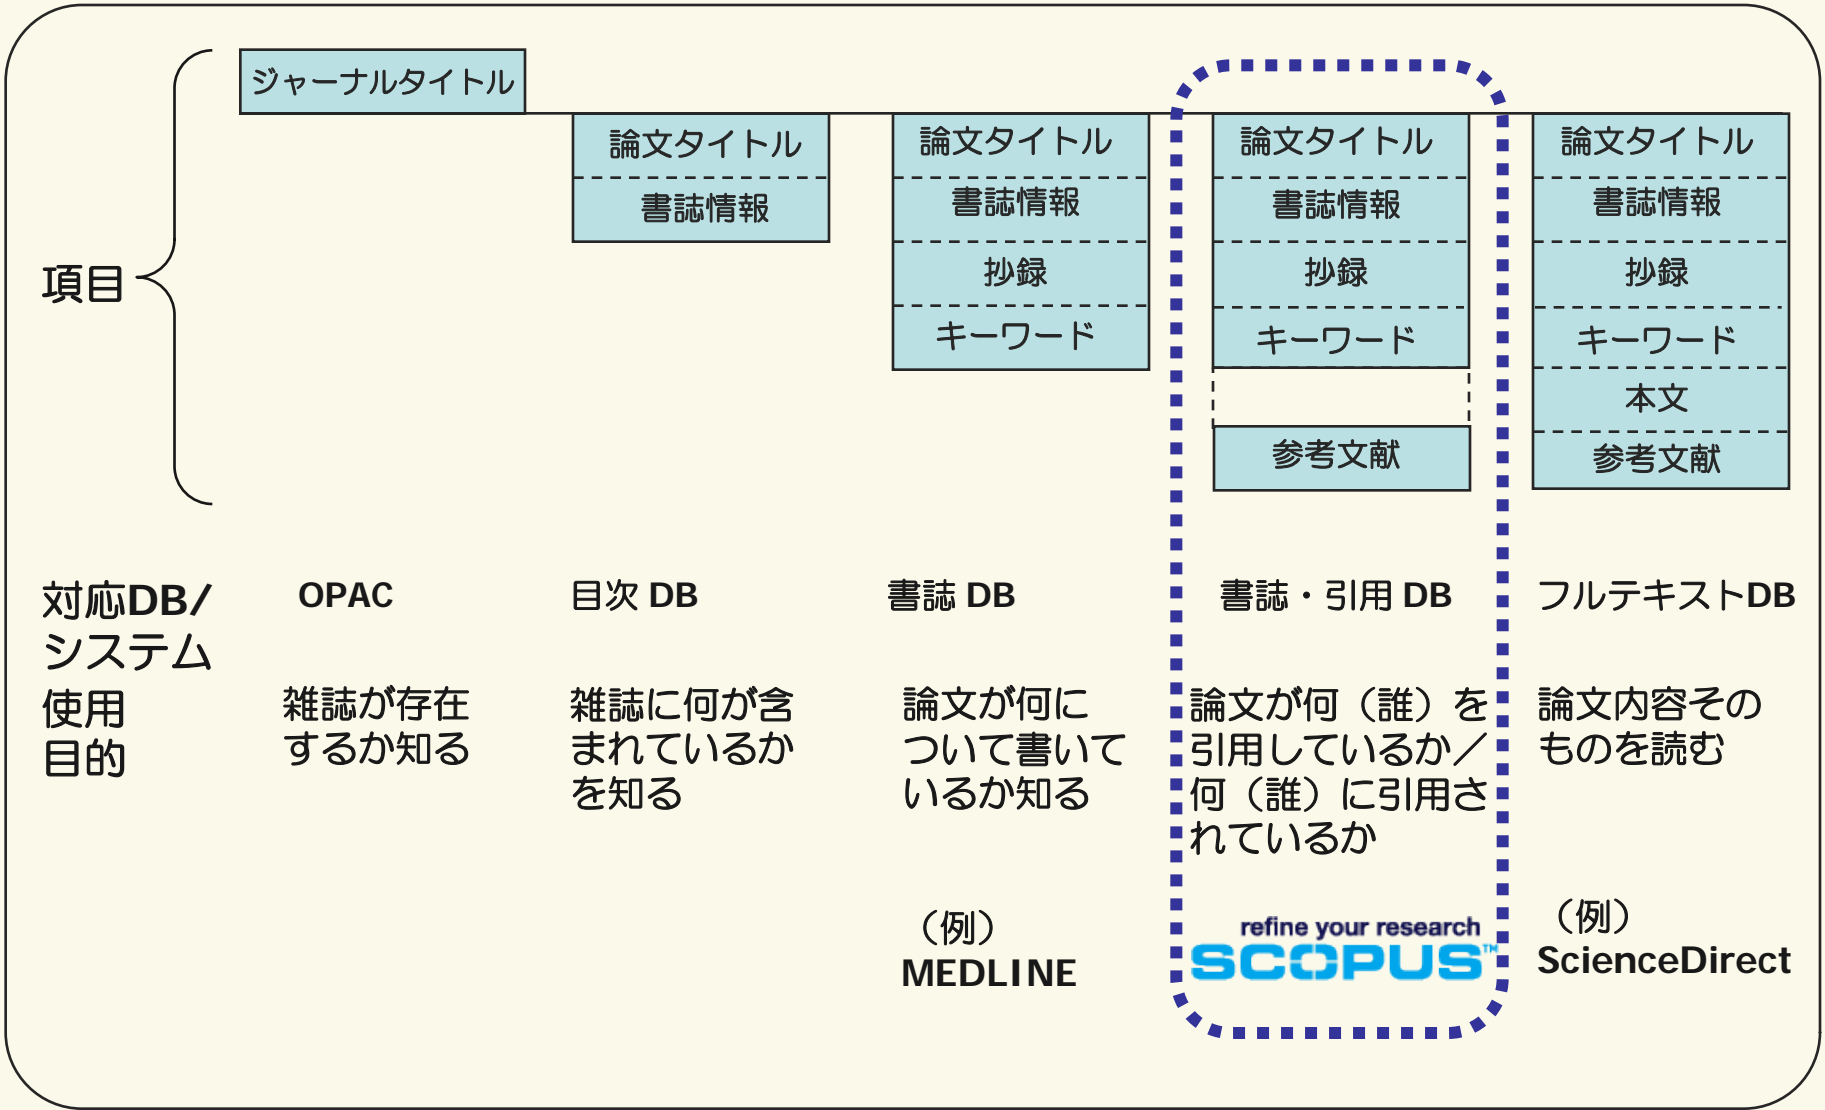 ジャーナルタイトル
論文タイトル
書誌情報
論文タイトル
書誌情報
抄録
キーワード
論文タイトル
書誌情報
抄録
キーワード
参考文献
論文タイトル
書誌情報
抄録
キーワード
本文
参考文献
項目
対応DB/
システム
OPAC
目次 DB
書誌 DB
書誌・引用 DB
フルテキストDB
使用
目的
雑誌が存在
するか知る
雑誌に何が含
まれているか
を知る
論文が何に
ついて書いて
いるか知る
論文が何（誰）を
引用しているか／
何（誰）に引用さ
れているか
論文内容その
ものを読む
（例）
MEDLINE
refine your research
SCOPUS™
（例）
ScienceDirect